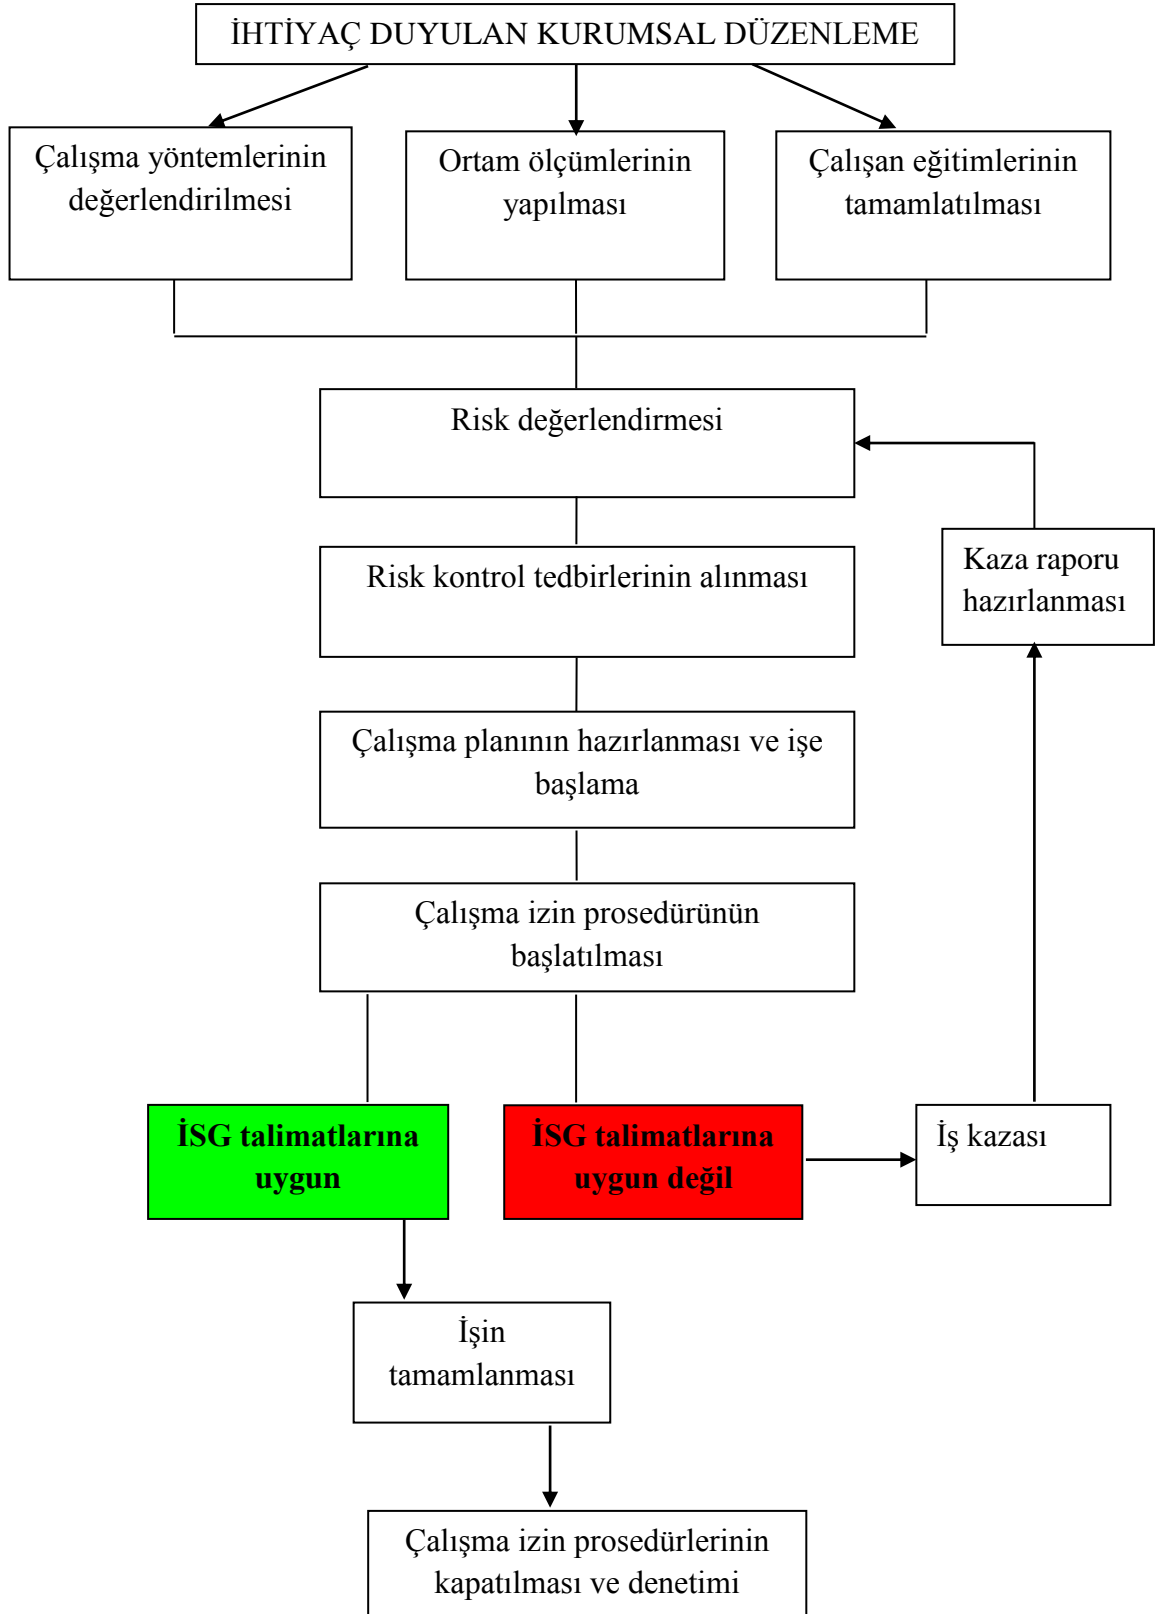 İHTİYAÇ DUYULAN KURUMSAL DÜZENLEME
Çalışma yöntemlerinin
değerlendirilmesi
Ortam ölçümlerinin
yapılması
Çalışan eğitimlerinin
tamamlatılması
Risk değerlendirmesi
Kaza raporu
hazırlanması
Risk kontrol tedbirlerinin alınması
Çalışma planının hazırlanması ve işe
başlama
Çalışma izin prosedürünün
başlatılması
İSG talimatlarına
uygun
İSG talimatlarına
uygun değil
İş kazası
İşin
tamamlanması
Çalışma izin prosedürlerinin
kapatılması ve denetimi